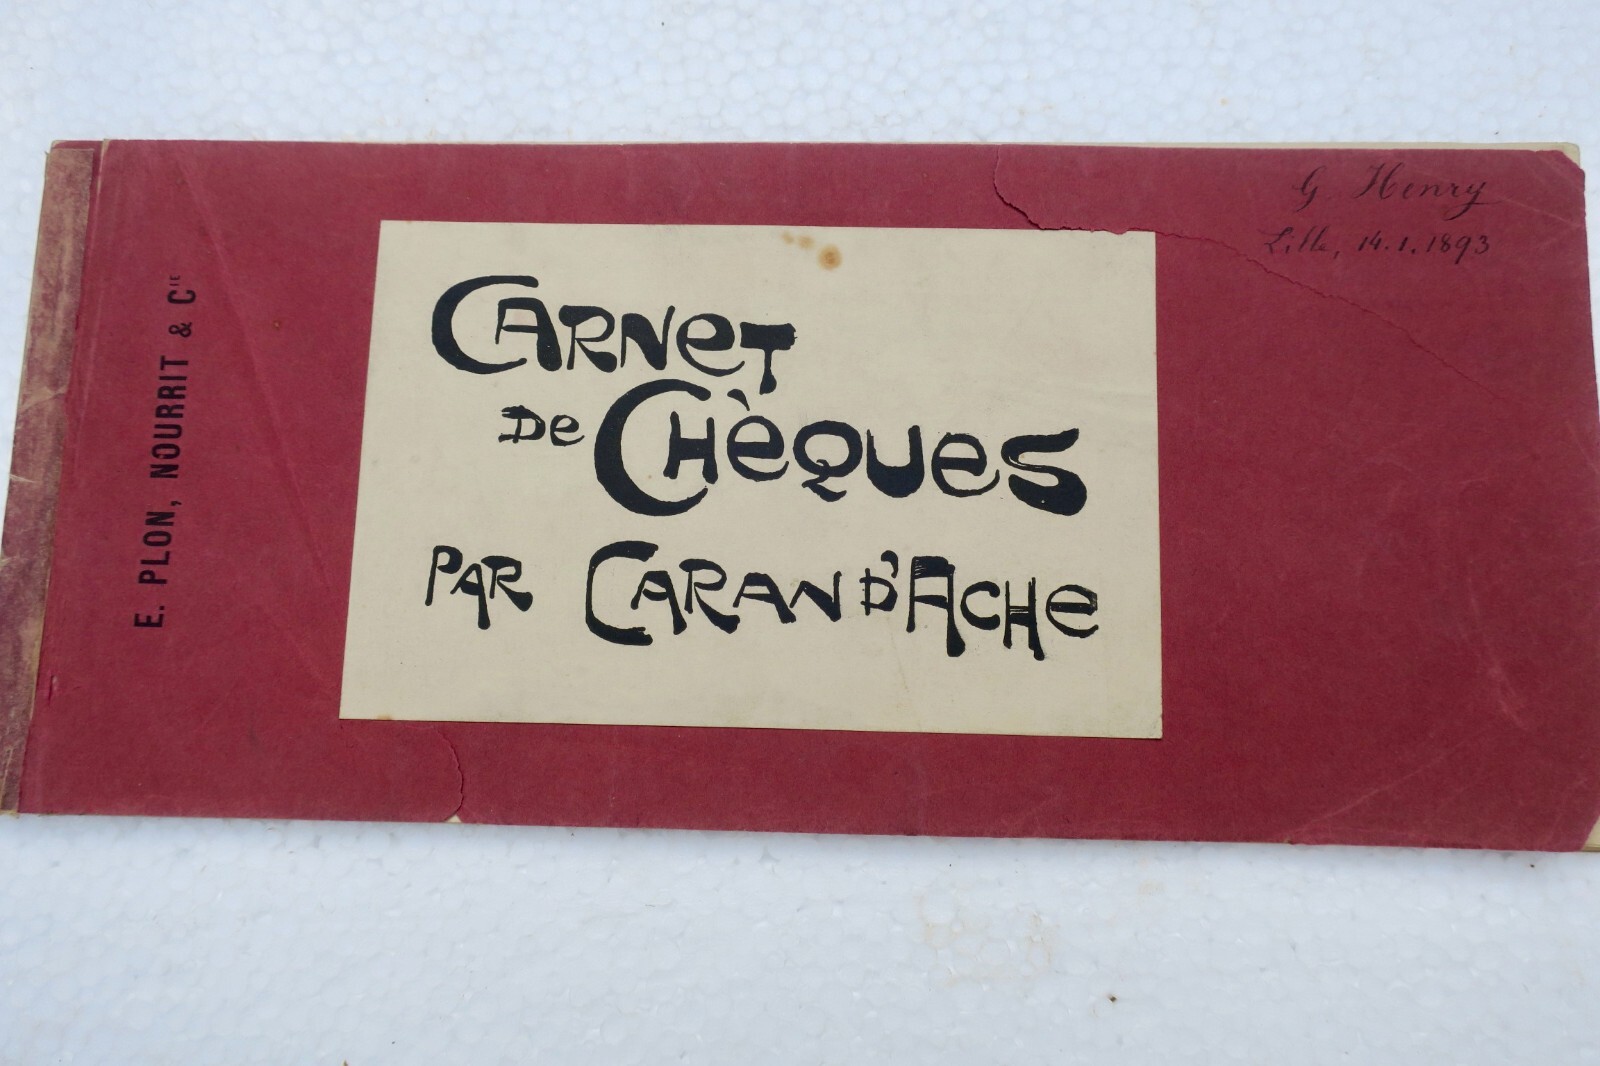 G. Henry
Lille, 14.1.1893
CARNeT
De CHÈQUeS
PAR CARAN D'ACHe
E. PLON, NOURRIT & Cᴵᴱ